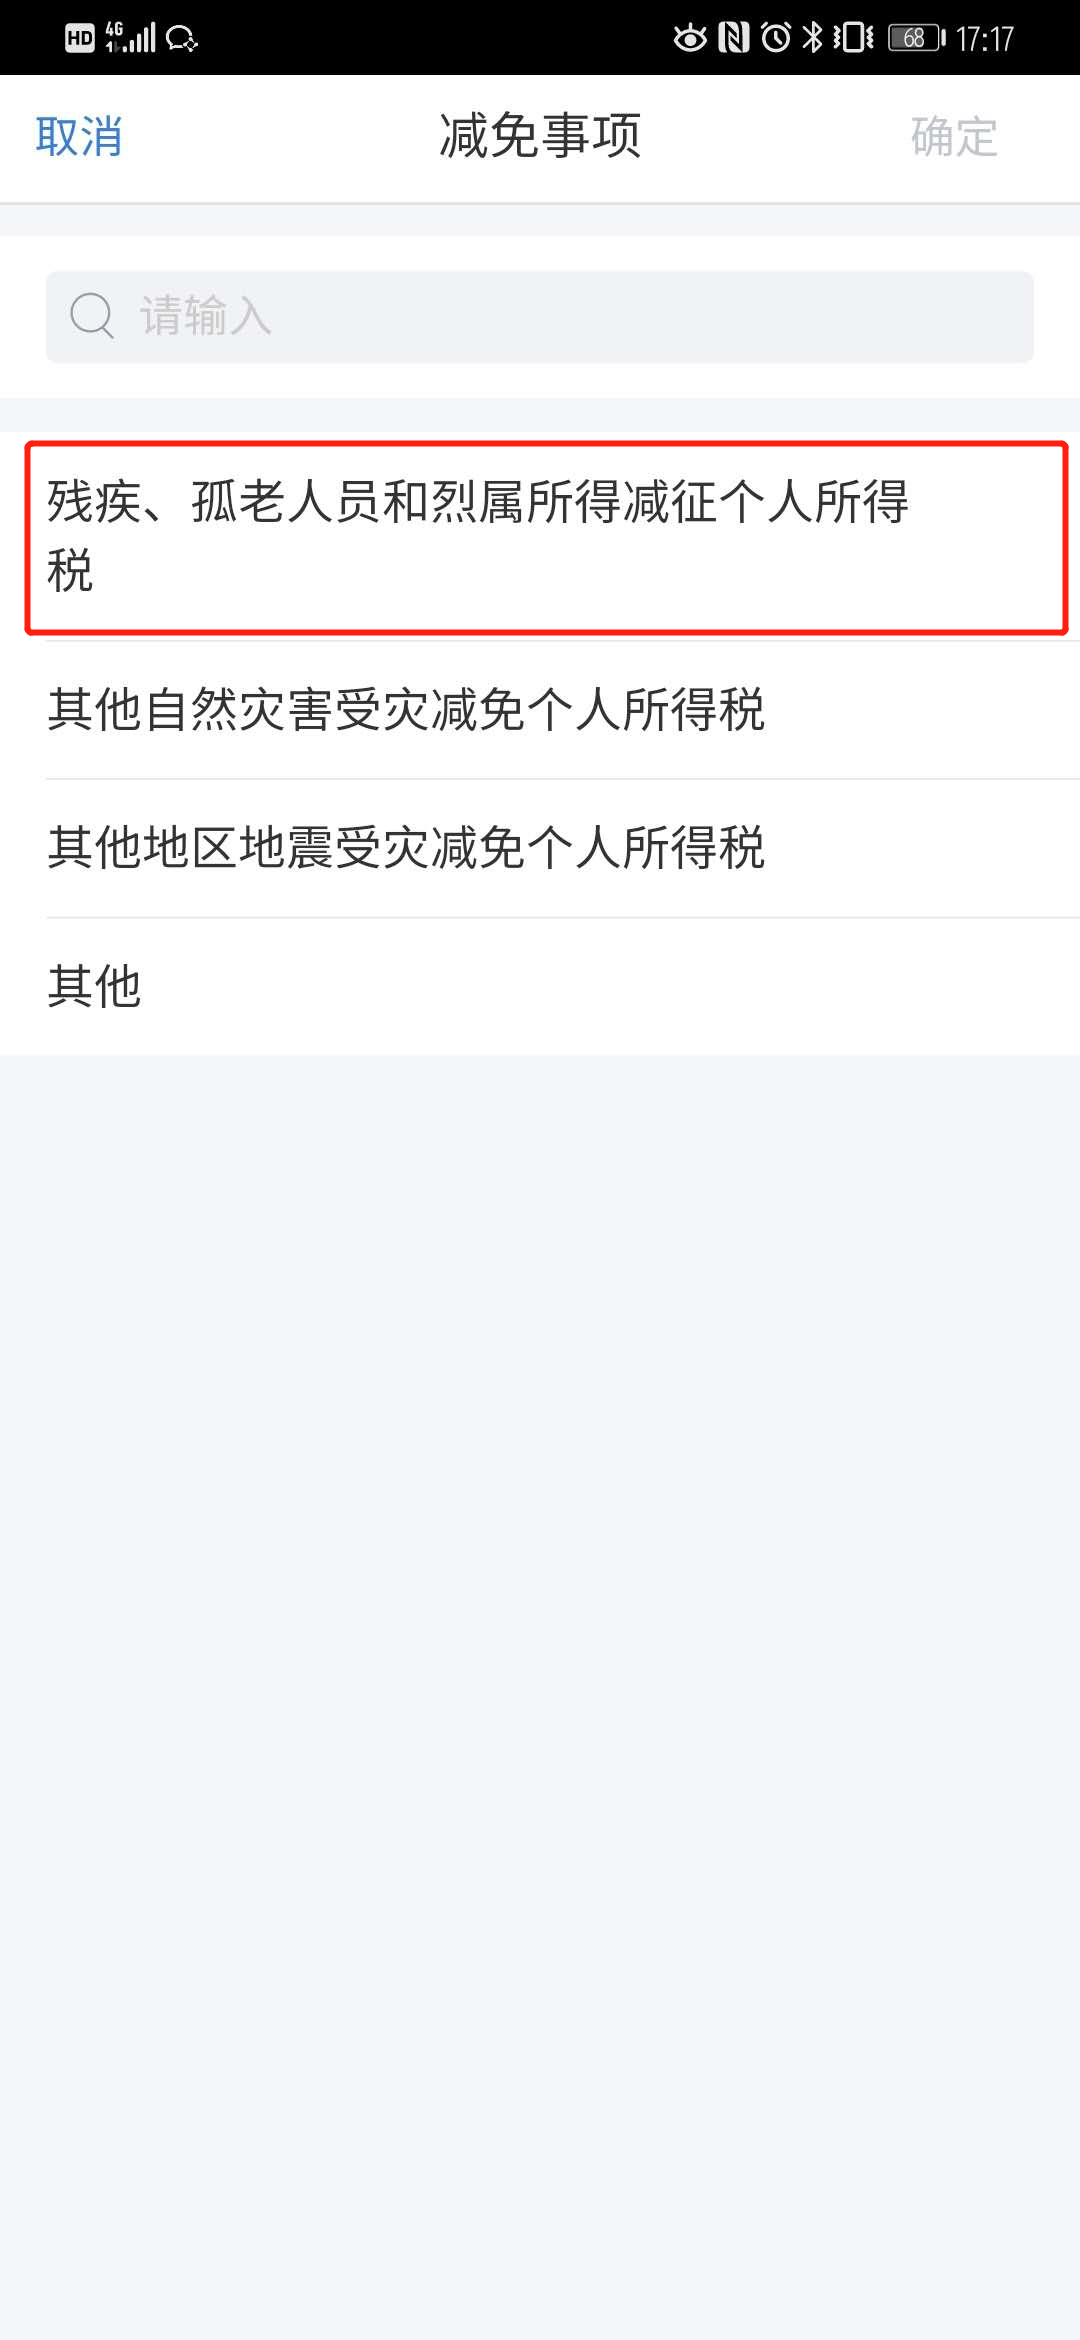 HD 4G 68 17:17
取消 减免事项 确定
请输入
残疾、孤老人员和烈属所得减征个人所得
税
其他自然灾害受灾减免个人所得税
其他地区地震受灾减免个人所得税
其他